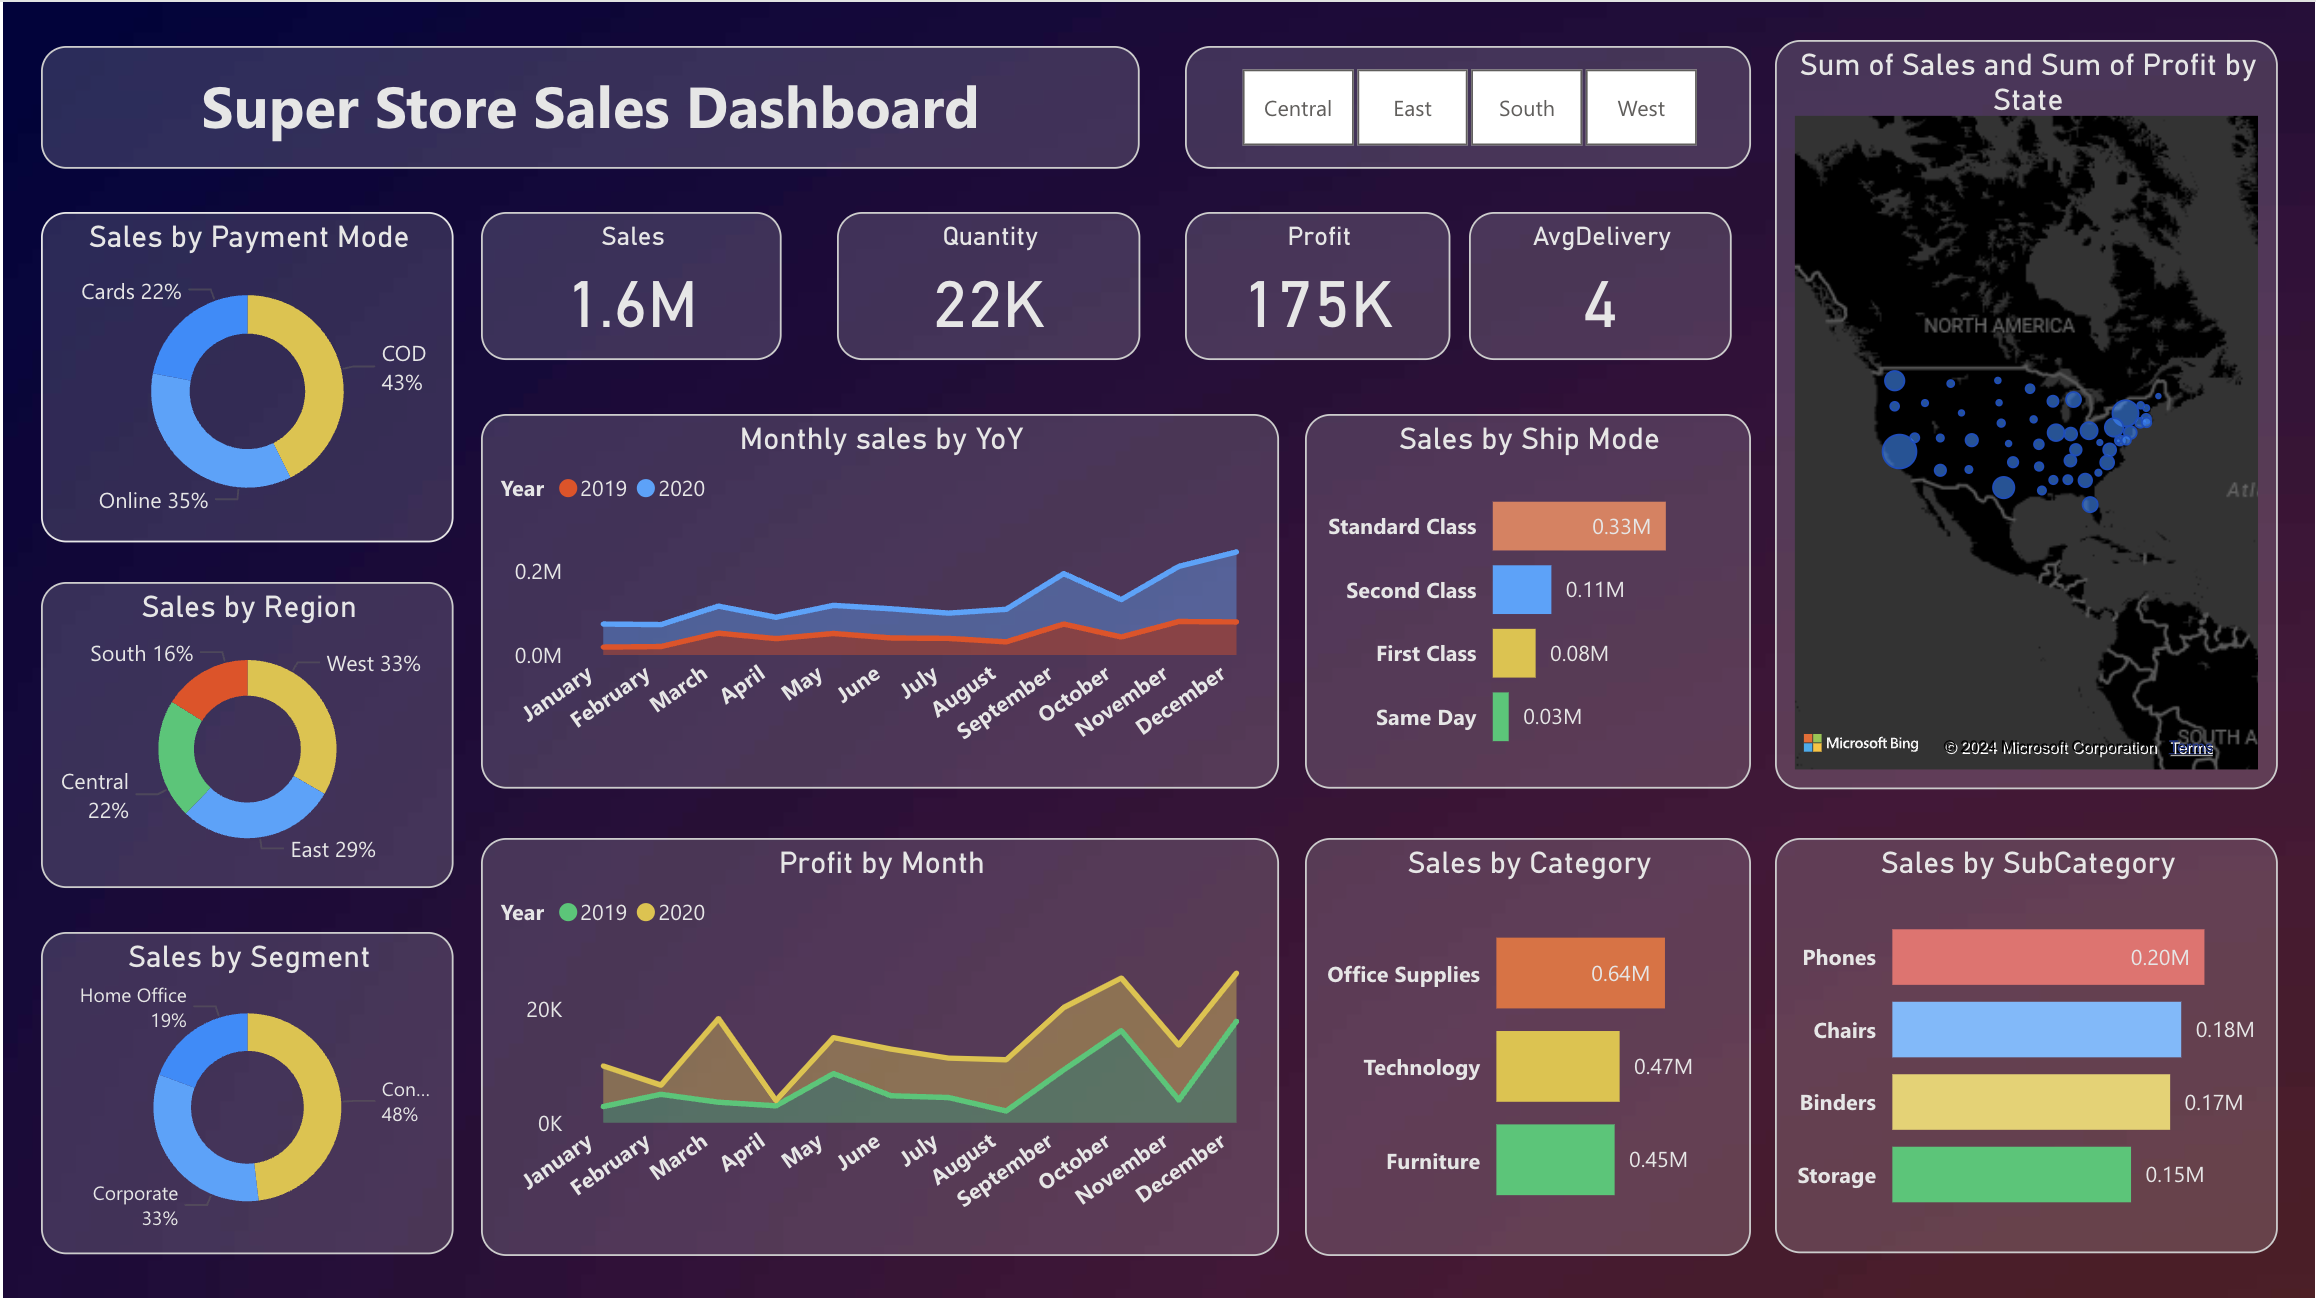 Super Store Sales Dashboard
Central
East
South
West
Sum of Sales and Sum of Profit by
State
NORTH AMERICA
Atl
SOUTH A
Microsoft Bing
© 2024 Microsoft Corporation
Terms
Sales by Payment Mode
Cards 22%
COD
43%
Online 35%
Sales
1.6M
Quantity
22K
Profit
175K
AvgDelivery
4
Sales by Region
South 16%
West 33%
Central
22%
East 29%
Monthly sales by YoY
Year 2019 2020
0.2M
0.0M
January
February
March
April
May
June
July
August
September
October
November
December
Sales by Ship Mode
Standard Class 0.33M
Second Class 0.11M
First Class 0.08M
Same Day 0.03M
Sales by Segment
Home Office
19%
Con...
48%
Corporate
33%
Profit by Month
Year 2019 2020
20K
0K
January
February
March
April
May
June
July
August
September
October
November
December
Sales by Category
Office Supplies 0.64M
Technology 0.47M
Furniture 0.45M
Sales by SubCategory
Phones 0.20M
Chairs 0.18M
Binders 0.17M
Storage 0.15M